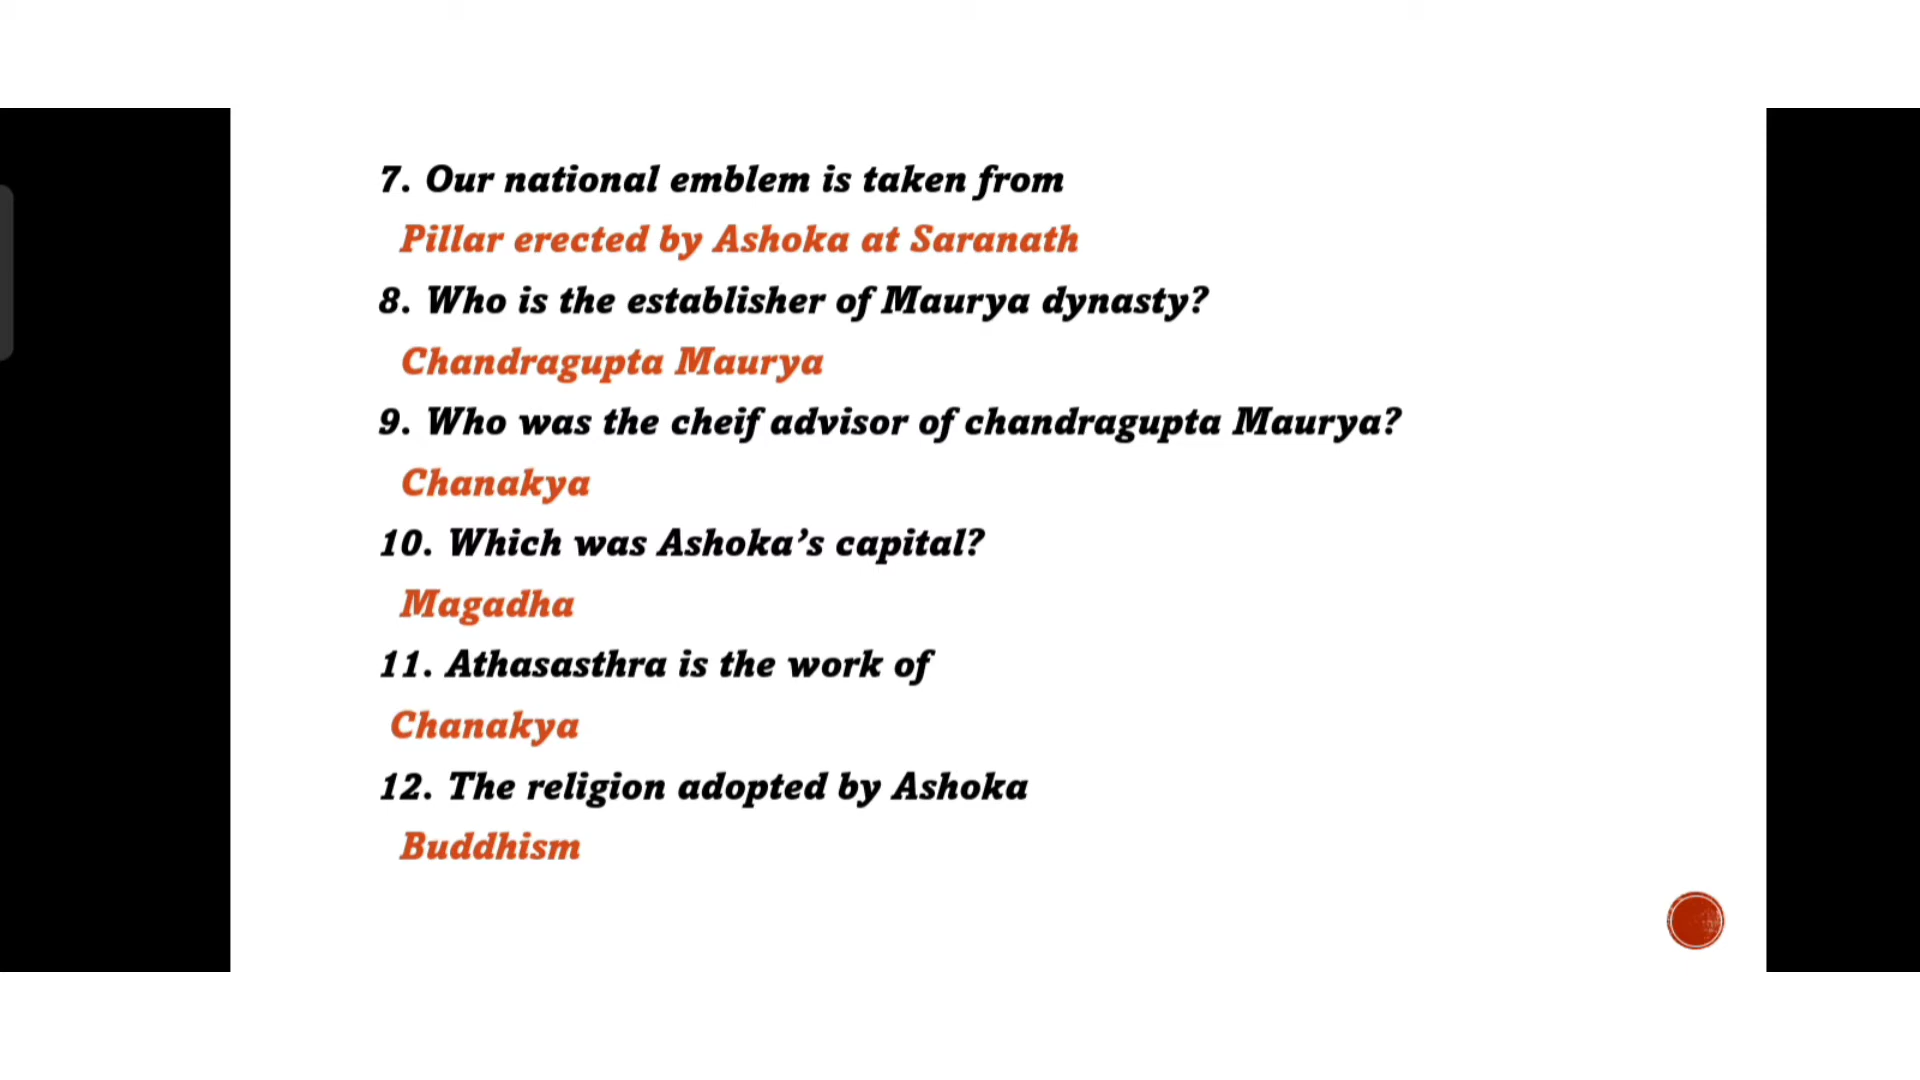 7. Our national emblem is taken from
Pillar erected by Ashoka at Saranath
8. Who is the establisher of Maurya dynasty?
Chandragupta Maurya
9. Who was the cheif advisor of chandragupta Maurya?
Chanakya
10. Which was Ashoka’s capital?
Magadha
11. Athasasthra is the work of
Chanakya
12. The religion adopted by Ashoka
Buddhism